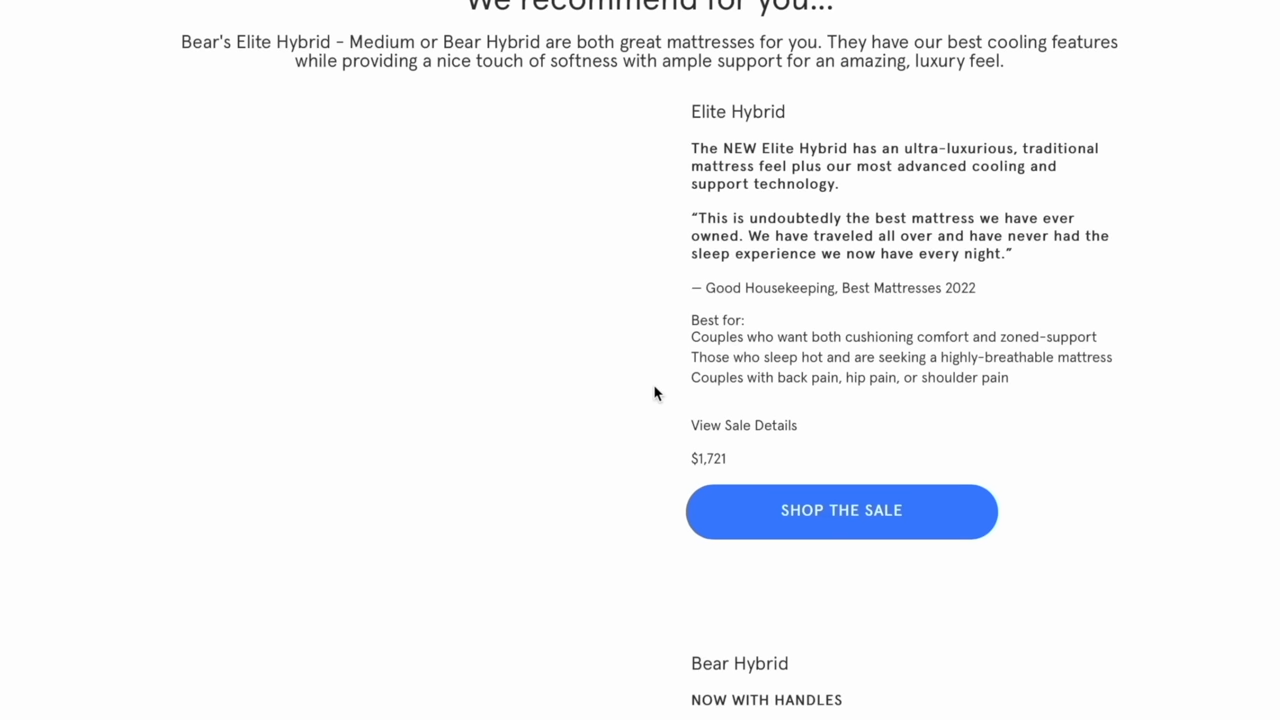 We recommend for you...
Bear's Elite Hybrid - Medium or Bear Hybrid are both great mattresses for you. They have our best cooling features
while providing a nice touch of softness with ample support for an amazing, luxury feel.
Elite Hybrid
The NEW Elite Hybrid has an ultra-luxurious, traditional
mattress feel plus our most advanced cooling and
support technology.
“This is undoubtedly the best mattress we have ever
owned. We have traveled all over and have never had the
sleep experience we now have every night.”
— Good Housekeeping, Best Mattresses 2022
Best for:
Couples who want both cushioning comfort and zoned-support
Those who sleep hot and are seeking a highly-breathable mattress
Couples with back pain, hip pain, or shoulder pain
View Sale Details
$1,721
SHOP THE SALE
Bear Hybrid
NOW WITH HANDLES